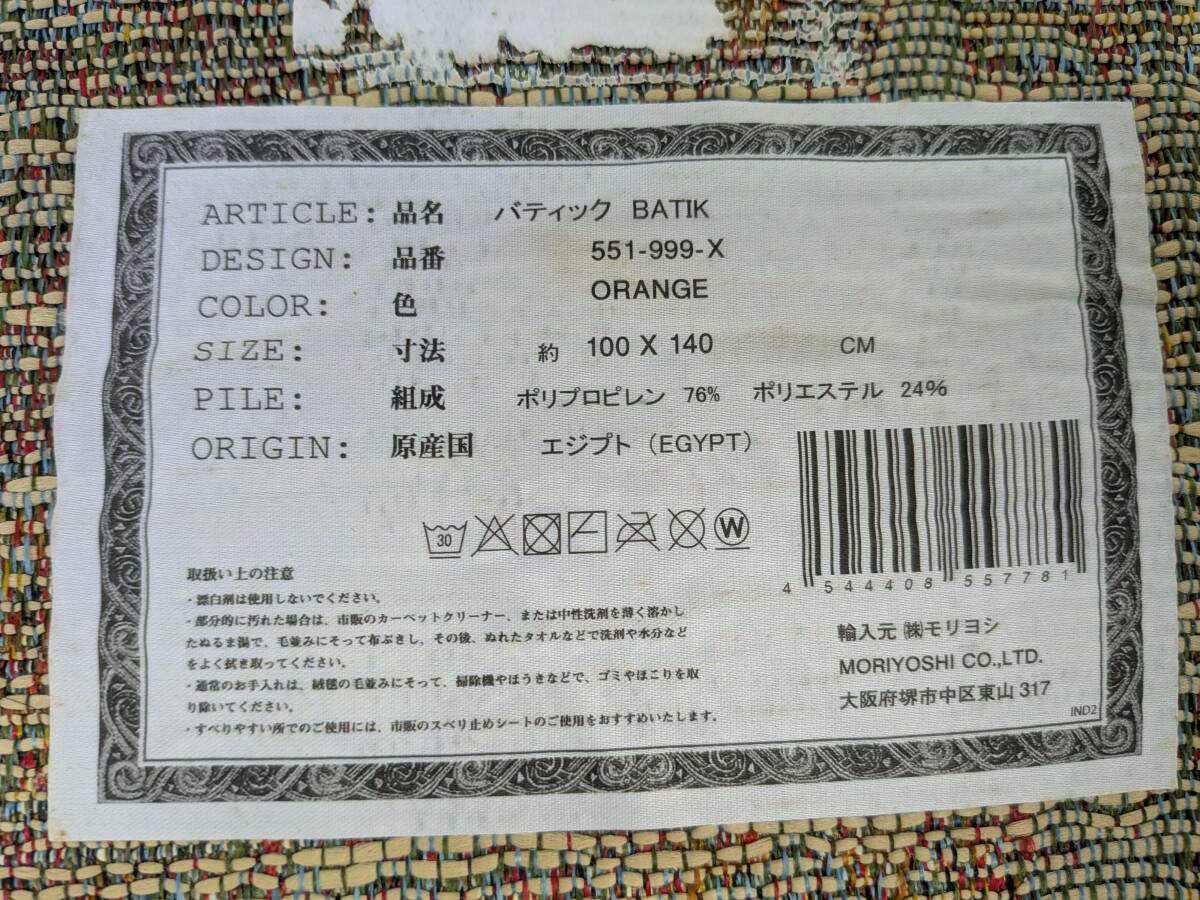 ARTICLE: 品名 バティック BATIK
DESIGN: 品番 551-999-X
COLOR: 色 ORANGE
SIZE: 寸法 約 100 X 140 CM
PILE: 組成 ポリプロピレン 76% ポリエステル 24%
ORIGIN: 原産国 エジプト (EGYPT)
30 W
4 544408 557781
取扱い上の注意
・漂白剤は使用しないでください。
・部分的に汚れた場合は、市販のカーペットクリーナー、または中性洗剤を薄く溶かし
たぬるま湯で、毛並みにそって布ぶきし、その後、ぬれたタオルなどで洗剤や水分など
をよく拭き取ってください。
・通常のお手入れは、絨毯の毛並みにそって、掃除機やほうきなどで、ゴミやほこりを取
り除いてください。
・すべりやすい所でのご使用には、市販のスベリ止めシートのご使用をおすすめいたします。
輸入元 ㈱モリヨシ
MORIYOSHI CO.,LTD.
大阪府堺市中区東山 317
IND2